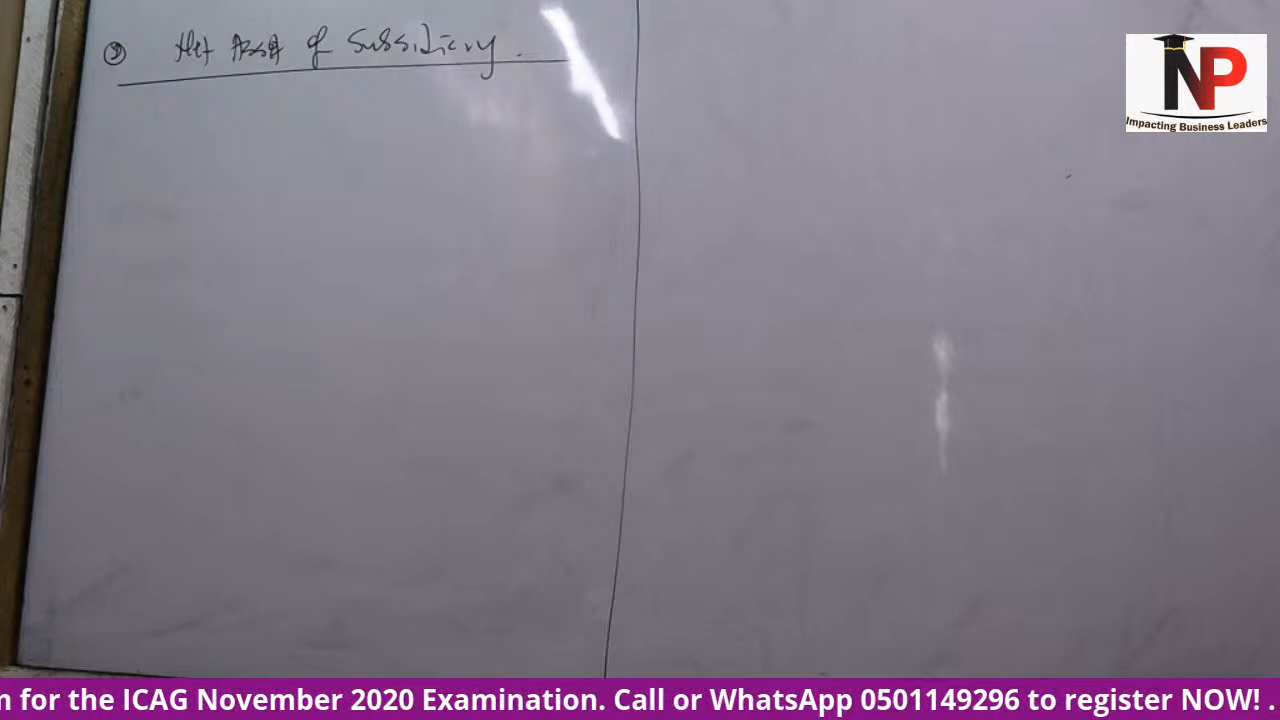 ② Net Asset of Subsidiary.
NP
Impacting Business Leaders
n for the ICAG November 2020 Examination. Call or WhatsApp 0501149296 to register NOW! .